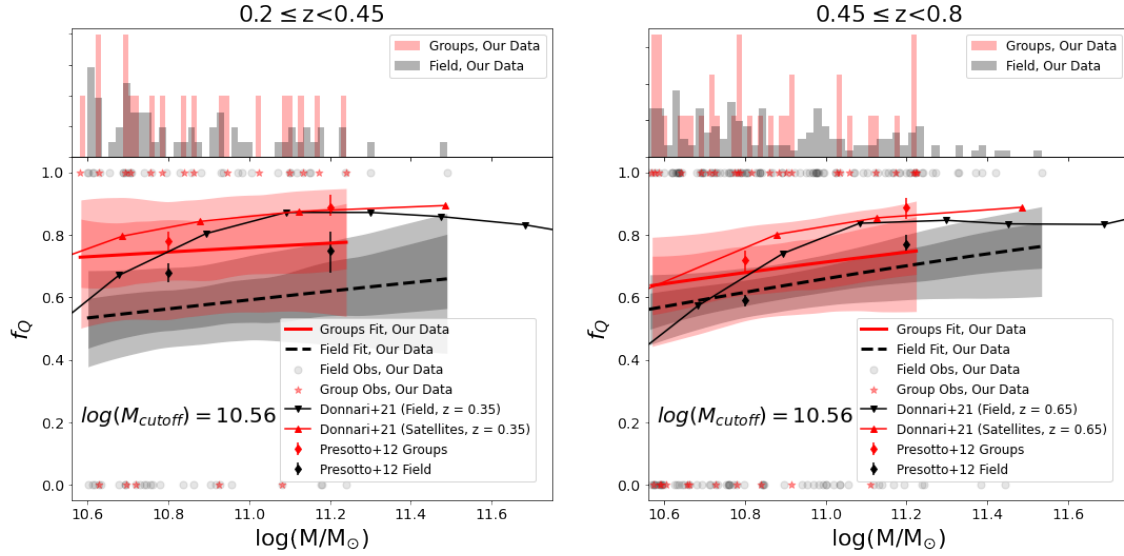 0.2 ≤ z<0.45
Groups, Our Data
Field, Our Data
1.0
0.8
0.6
0.4
0.2
0.0
f_Q
log(M_cutoff) = 10.56
Groups Fit, Our Data
Field Fit, Our Data
Field Obs, Our Data
Group Obs, Our Data
Donnari+21 (Field, z = 0.35)
Donnari+21 (Satellites, z = 0.35)
Presotto+12 Groups
Presotto+12 Field
10.6 10.8 11.0 11.2 11.4 11.6
log(M/M_⊙)
0.45 ≤ z<0.8
Groups, Our Data
Field, Our Data
1.0
0.8
0.6
0.4
0.2
0.0
f_Q
log(M_cutoff) = 10.56
Groups Fit, Our Data
Field Fit, Our Data
Field Obs, Our Data
Group Obs, Our Data
Donnari+21 (Field, z = 0.65)
Donnari+21 (Satellites, z = 0.65)
Presotto+12 Groups
Presotto+12 Field
10.6 10.8 11.0 11.2 11.4 11.6
log(M/M_⊙)